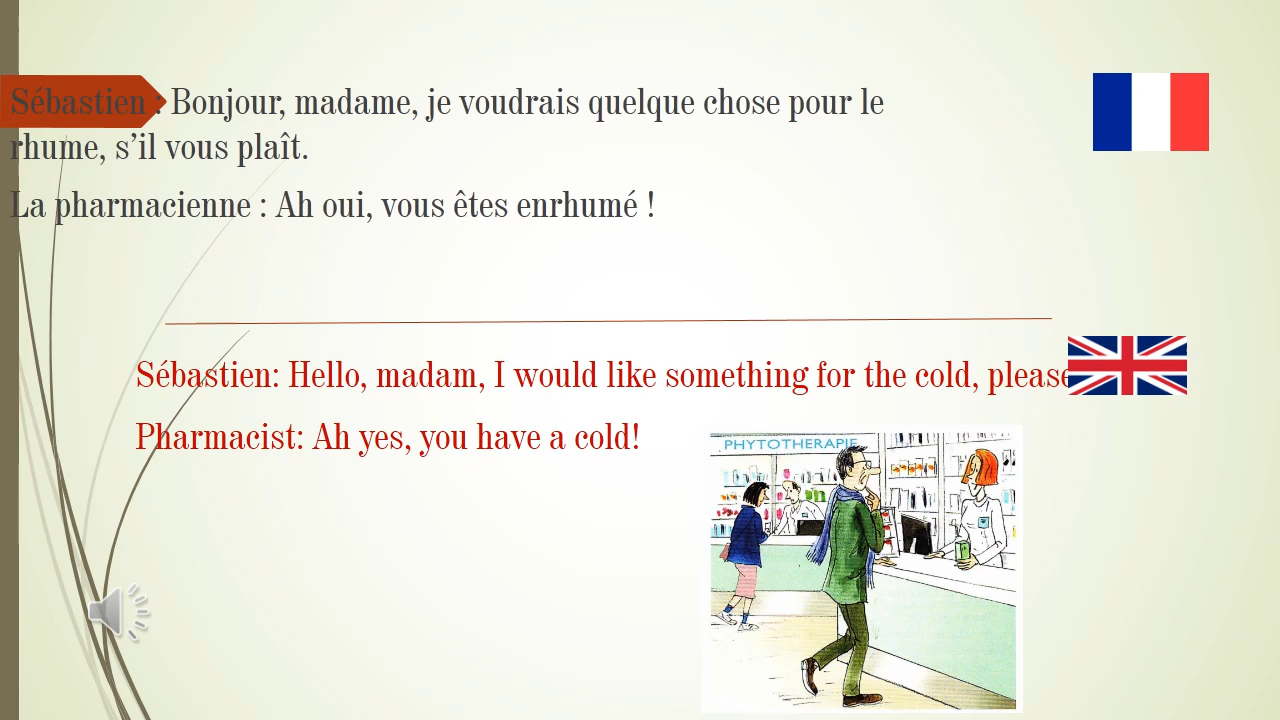 Sébastien : Bonjour, madame, je voudrais quelque chose pour le
rhume, s’il vous plaît.
La pharmacienne : Ah oui, vous êtes enrhumé !
Sébastien: Hello, madam, I would like something for the cold, please
Pharmacist: Ah yes, you have a cold!
PHYTOTHERAPIE